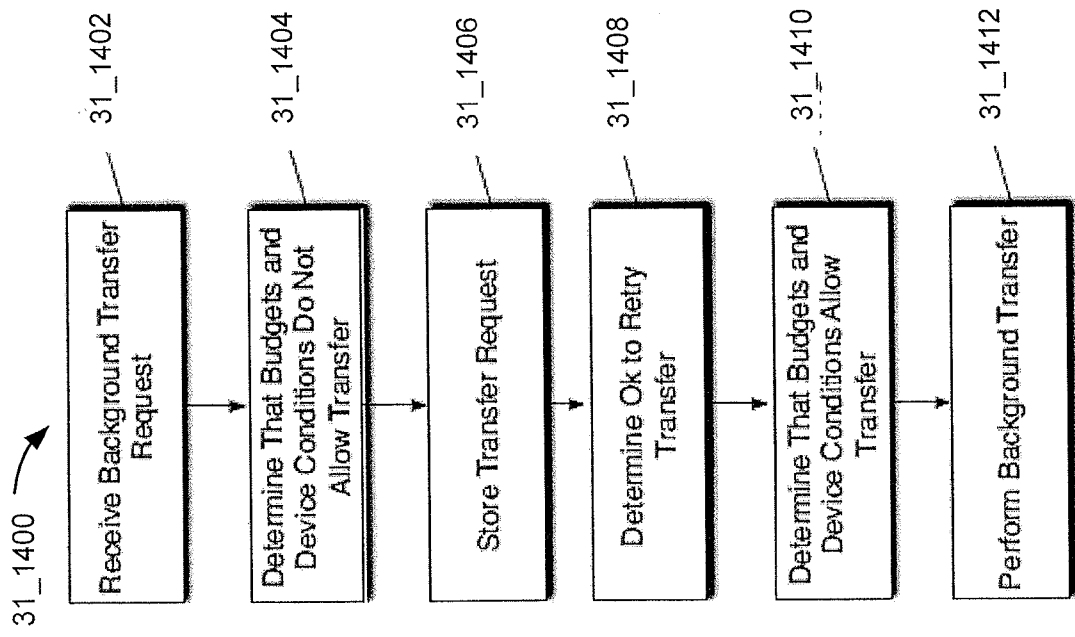 31_1400
Receive Background Transfer
Request
31_1402
Determine That Budgets and
Device Conditions Do Not
Allow Transfer
31_1404
Store Transfer Request
31_1406
Determine Ok to Retry
Transfer
31_1408
Determine That Budgets and
Device Conditions Allow
Transfer
31_1410
Perform Background Transfer
31_1412